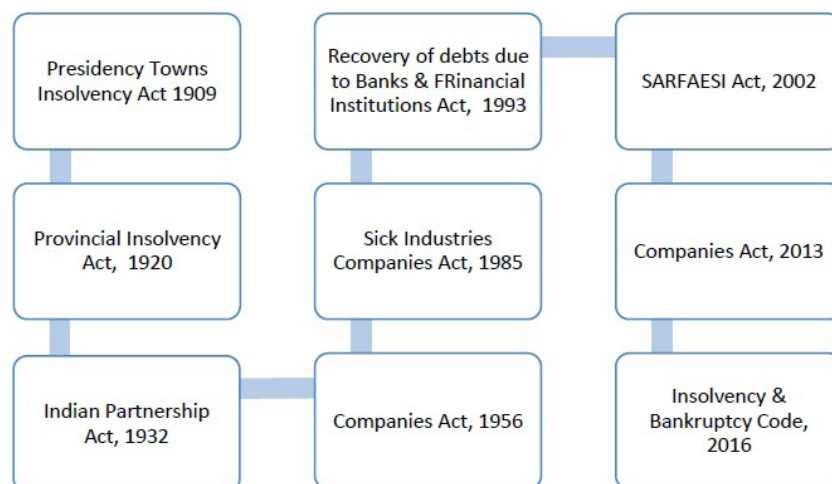 Presidency Towns
Insolvency Act 1909
Provincial Insolvency
Act,  1920
Indian Partnership
Act, 1932
Companies Act, 1956
Sick Industries
Companies Act, 1985
Recovery of debts due
to Banks & FRinancial
Institutions Act,  1993
SARFAESI Act, 2002
Companies Act, 2013
Insolvency &
Bankruptcy Code,
2016